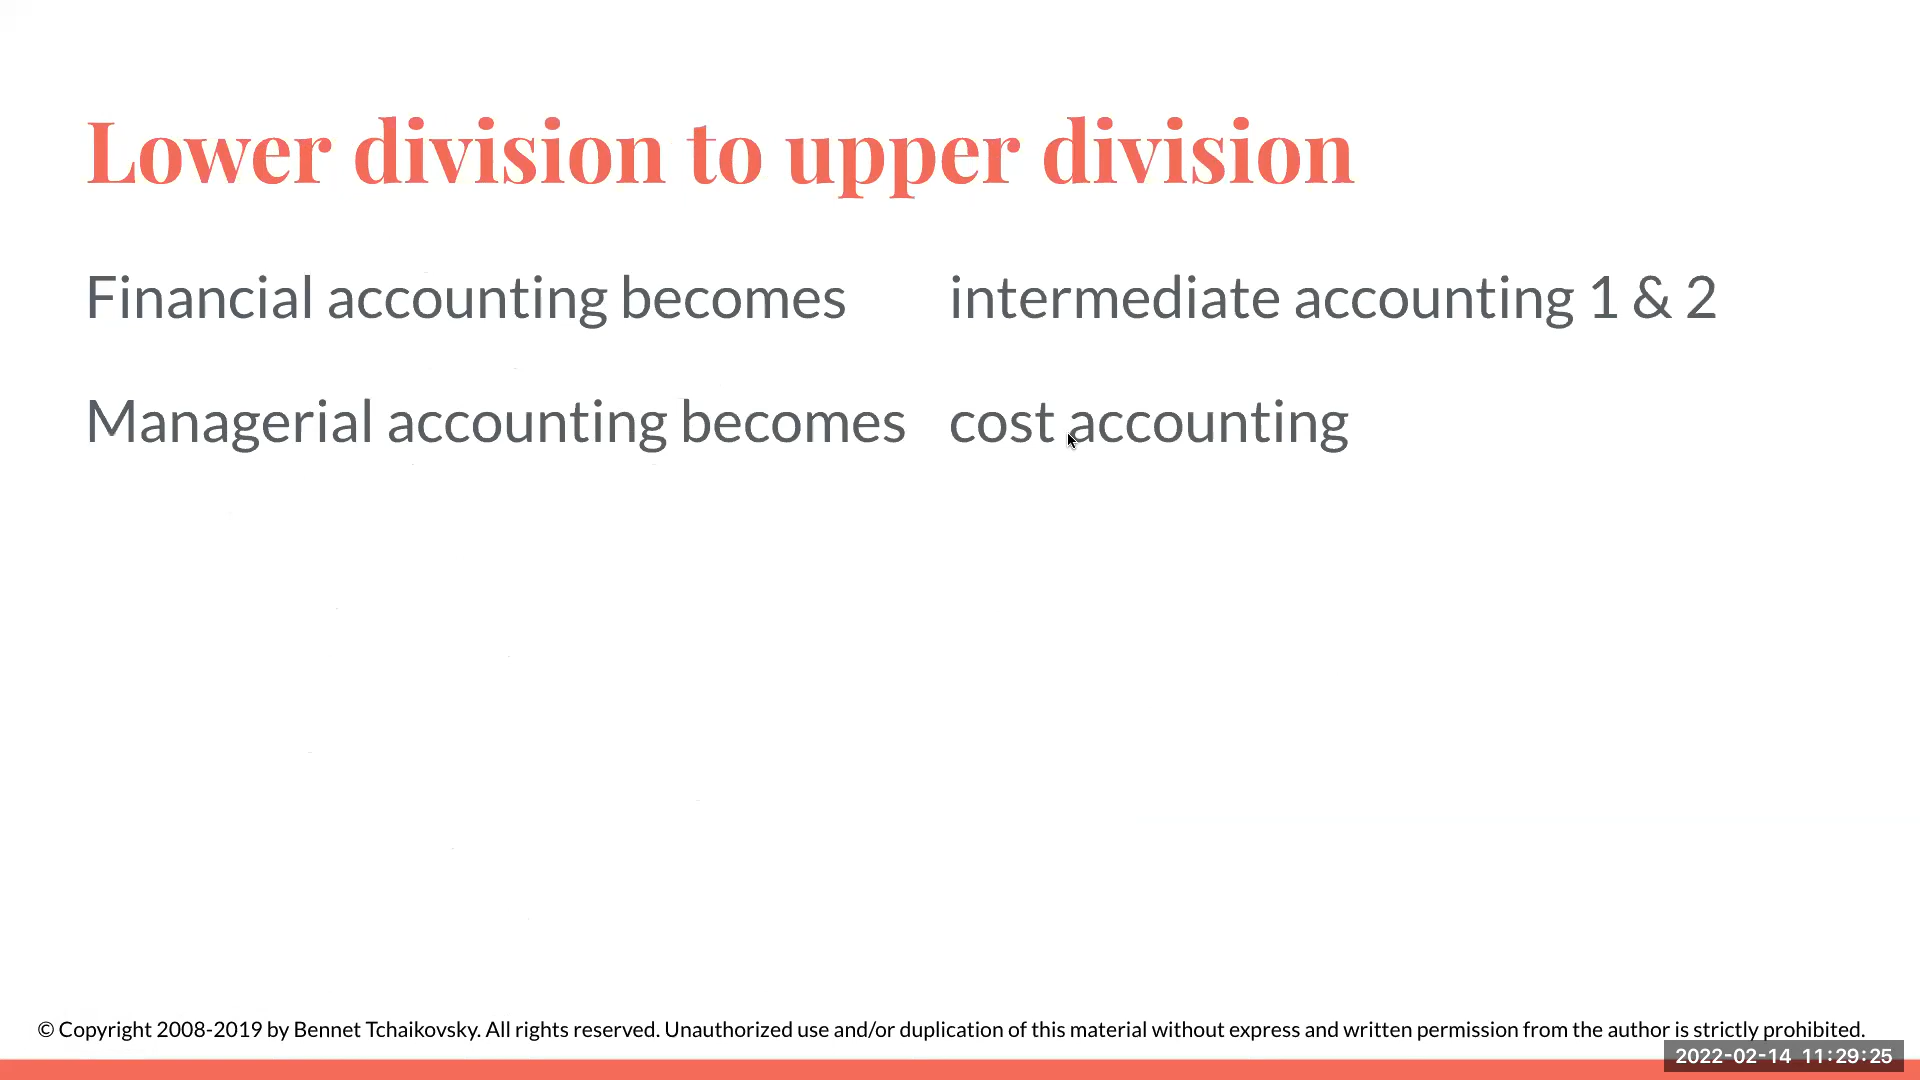 Lower division to upper division
Financial accounting becomes intermediate accounting 1 & 2
Managerial accounting becomes cost accounting
© Copyright 2008-2019 by Bennet Tchaikovsky. All rights reserved. Unauthorized use and/or duplication of this material without express and written permission from the author is strictly prohibited.
2022-02-14 11:29:25